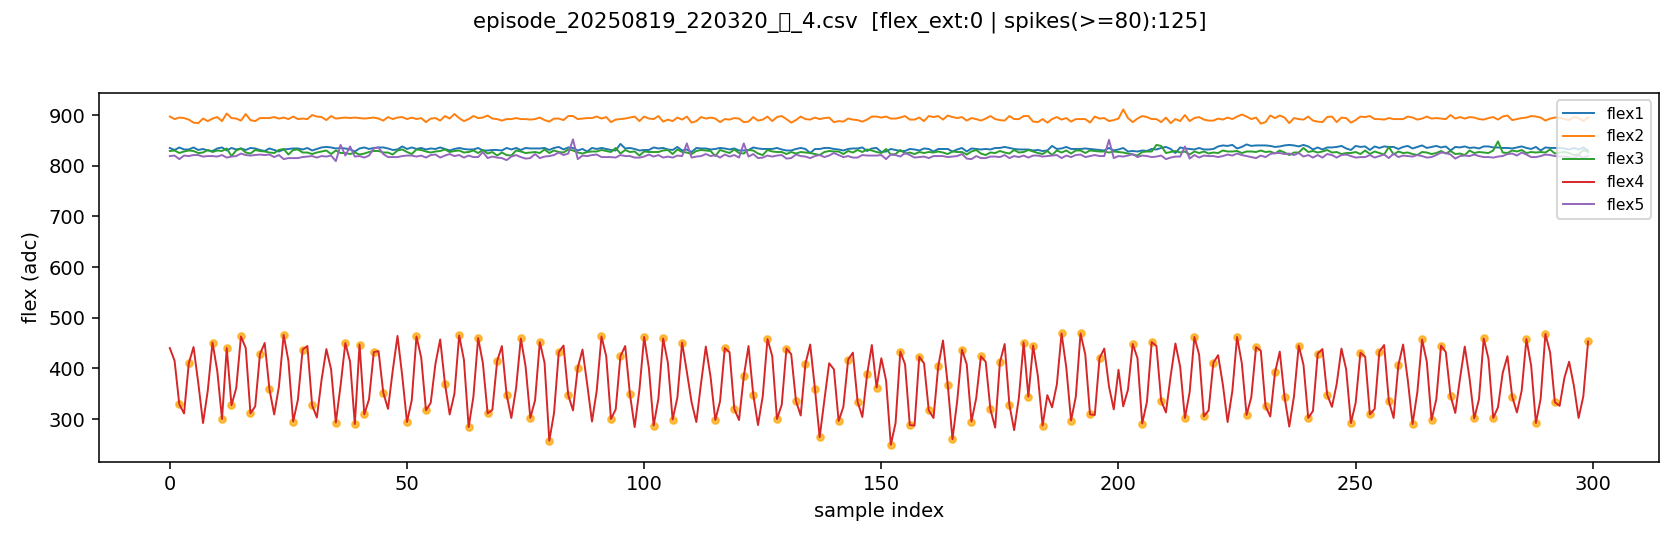 episode_20250819_220320_▯_4.csv [flex_ext:0 | spikes(>=80):125]
flex (adc)
900
800
700
600
500
400
300
flex1
flex2
flex3
flex4
flex5
0
50
100
150
200
250
300
sample index